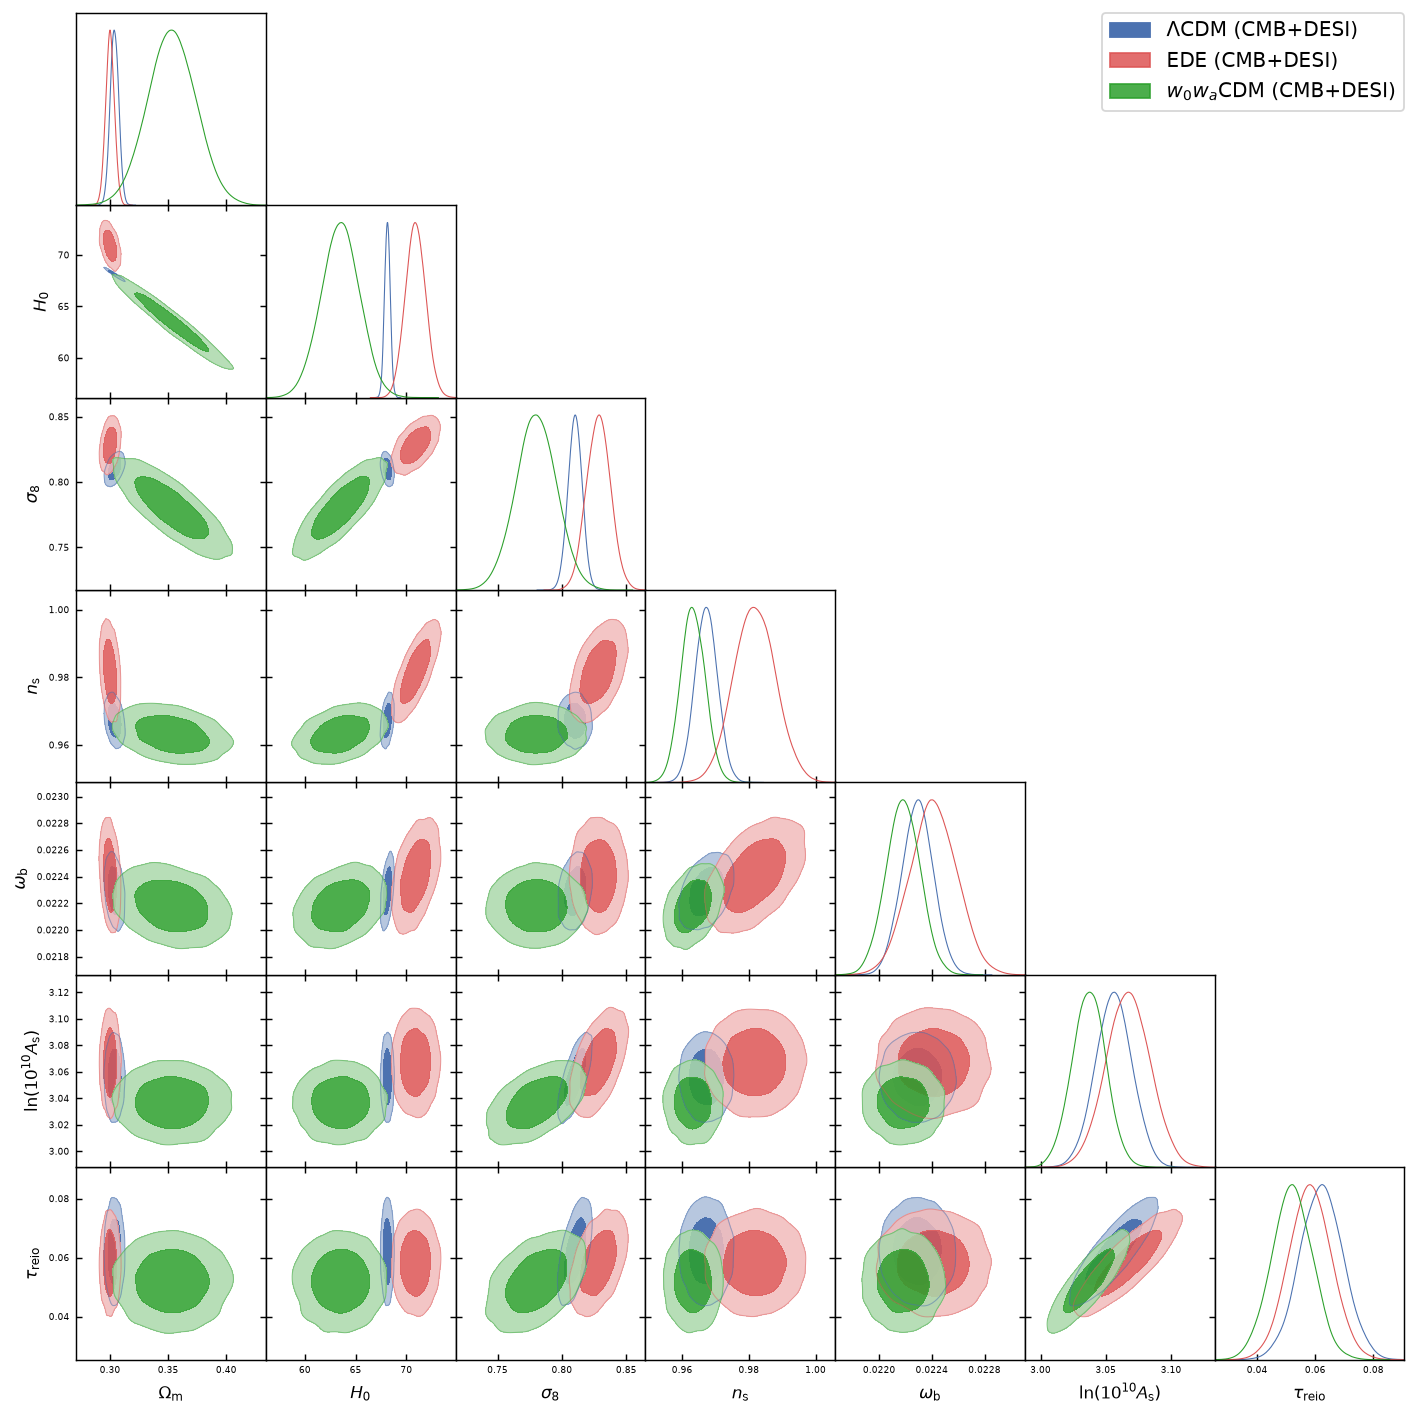 ΛCDM (CMB+DESI)
EDE (CMB+DESI)
w₀wₐCDM (CMB+DESI)
70
65
60
H₀
0.85
0.80
0.75
σ₈
1.00
0.98
0.96
nₛ
0.0230
0.0228
0.0226
0.0224
0.0222
0.0220
0.0218
ω_b
3.12
3.10
3.08
3.06
3.04
3.02
3.00
ln(10¹⁰Aₛ)
0.08
0.06
0.04
τ_reio
0.30 0.35 0.40 60 65 70 0.75 0.80 0.85 0.96 0.98 1.00 0.0220 0.0224 0.0228 3.00 3.05 3.10 0.04 0.06 0.08
Ωₘ H₀ σ₈ nₛ ω_b ln(10¹⁰Aₛ) τ_reio